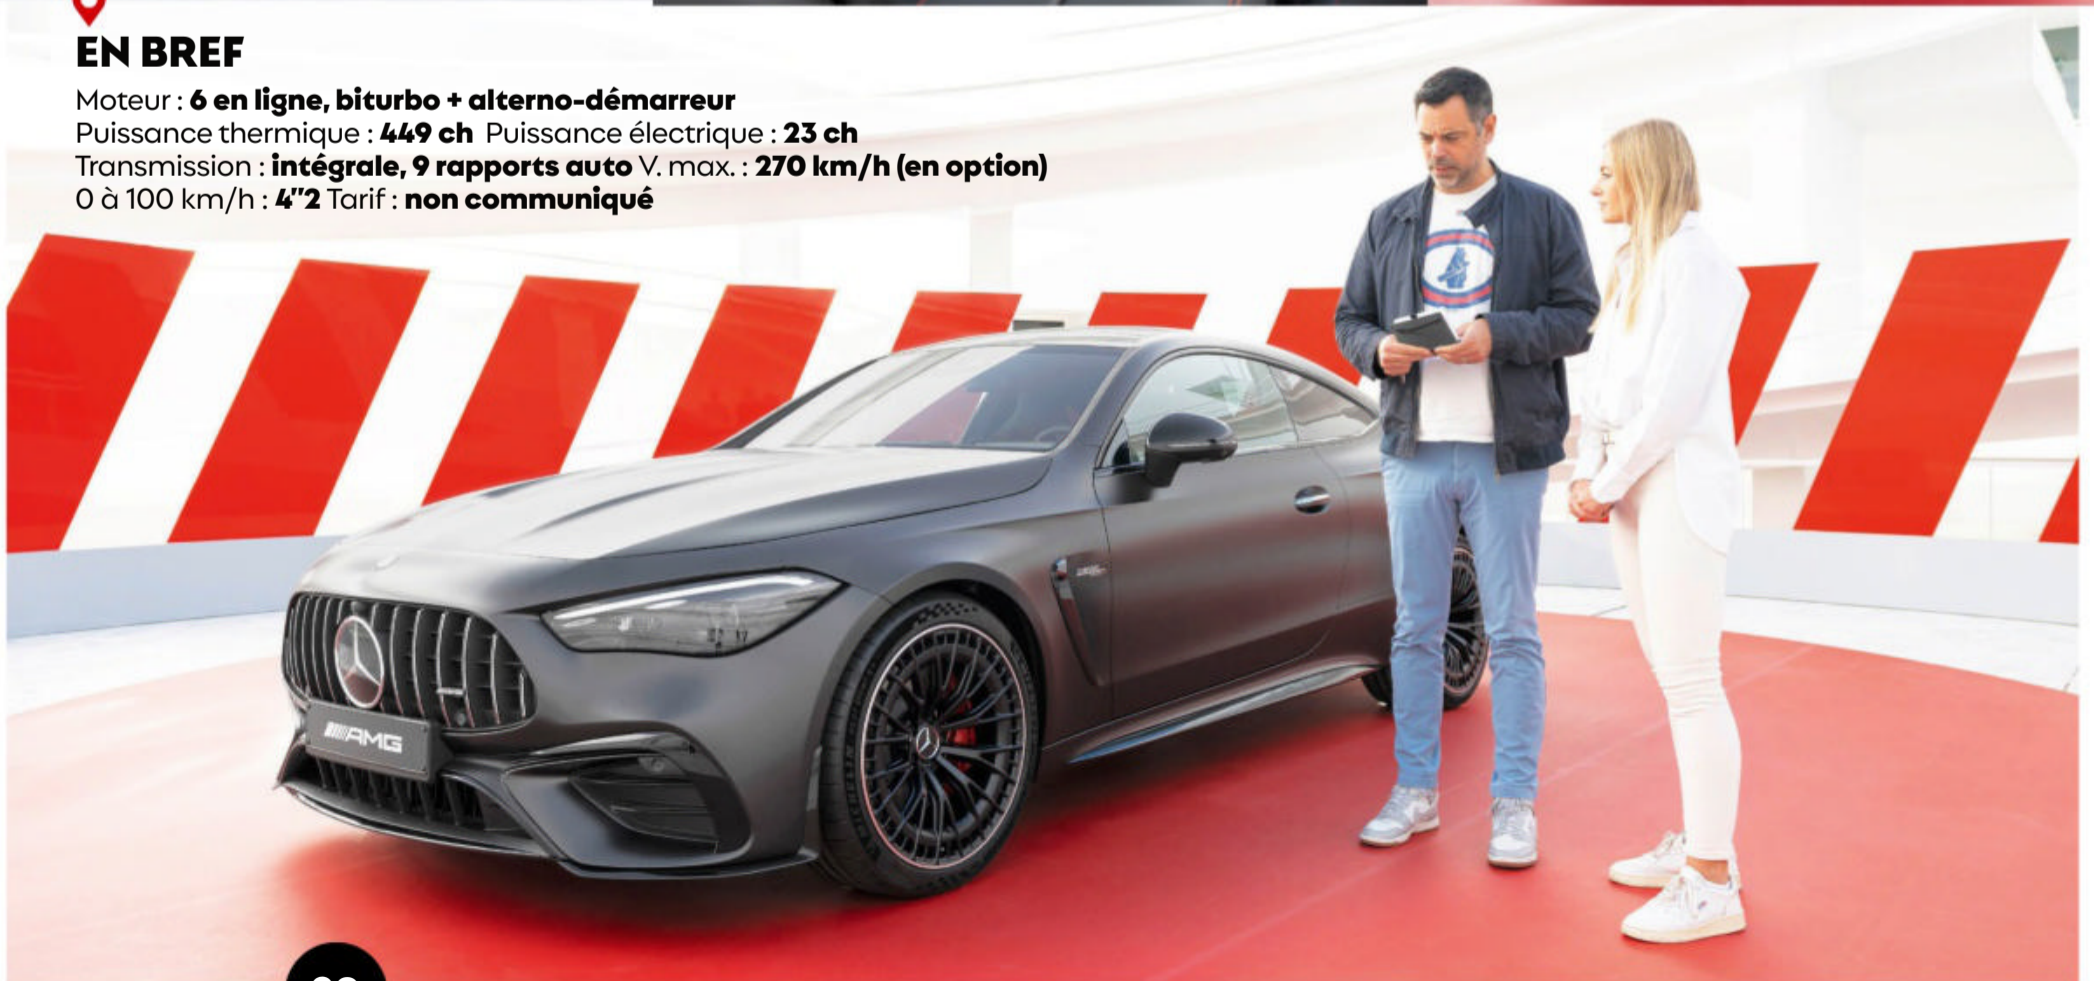 EN BREF
Moteur : 6 en ligne, biturbo + alterno-démarreur
Puissance thermique : 449 ch Puissance électrique : 23 ch
Transmission : intégrale, 9 rapports auto V. max. : 270 km/h (en option)
0 à 100 km/h : 4"2 Tarif : non communiqué
AMG